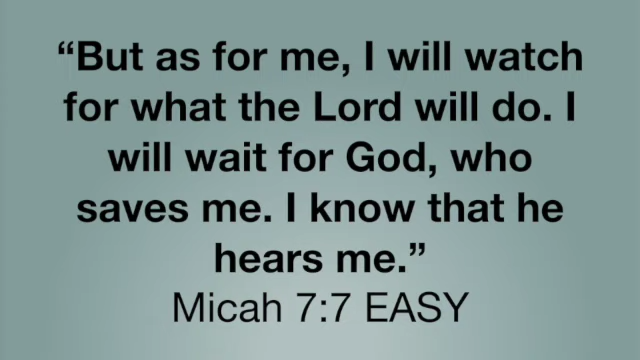 “But as for me, I will watch
for what the Lord will do. I
will wait for God, who
saves me. I know that he
hears me.”
Micah 7:7 EASY